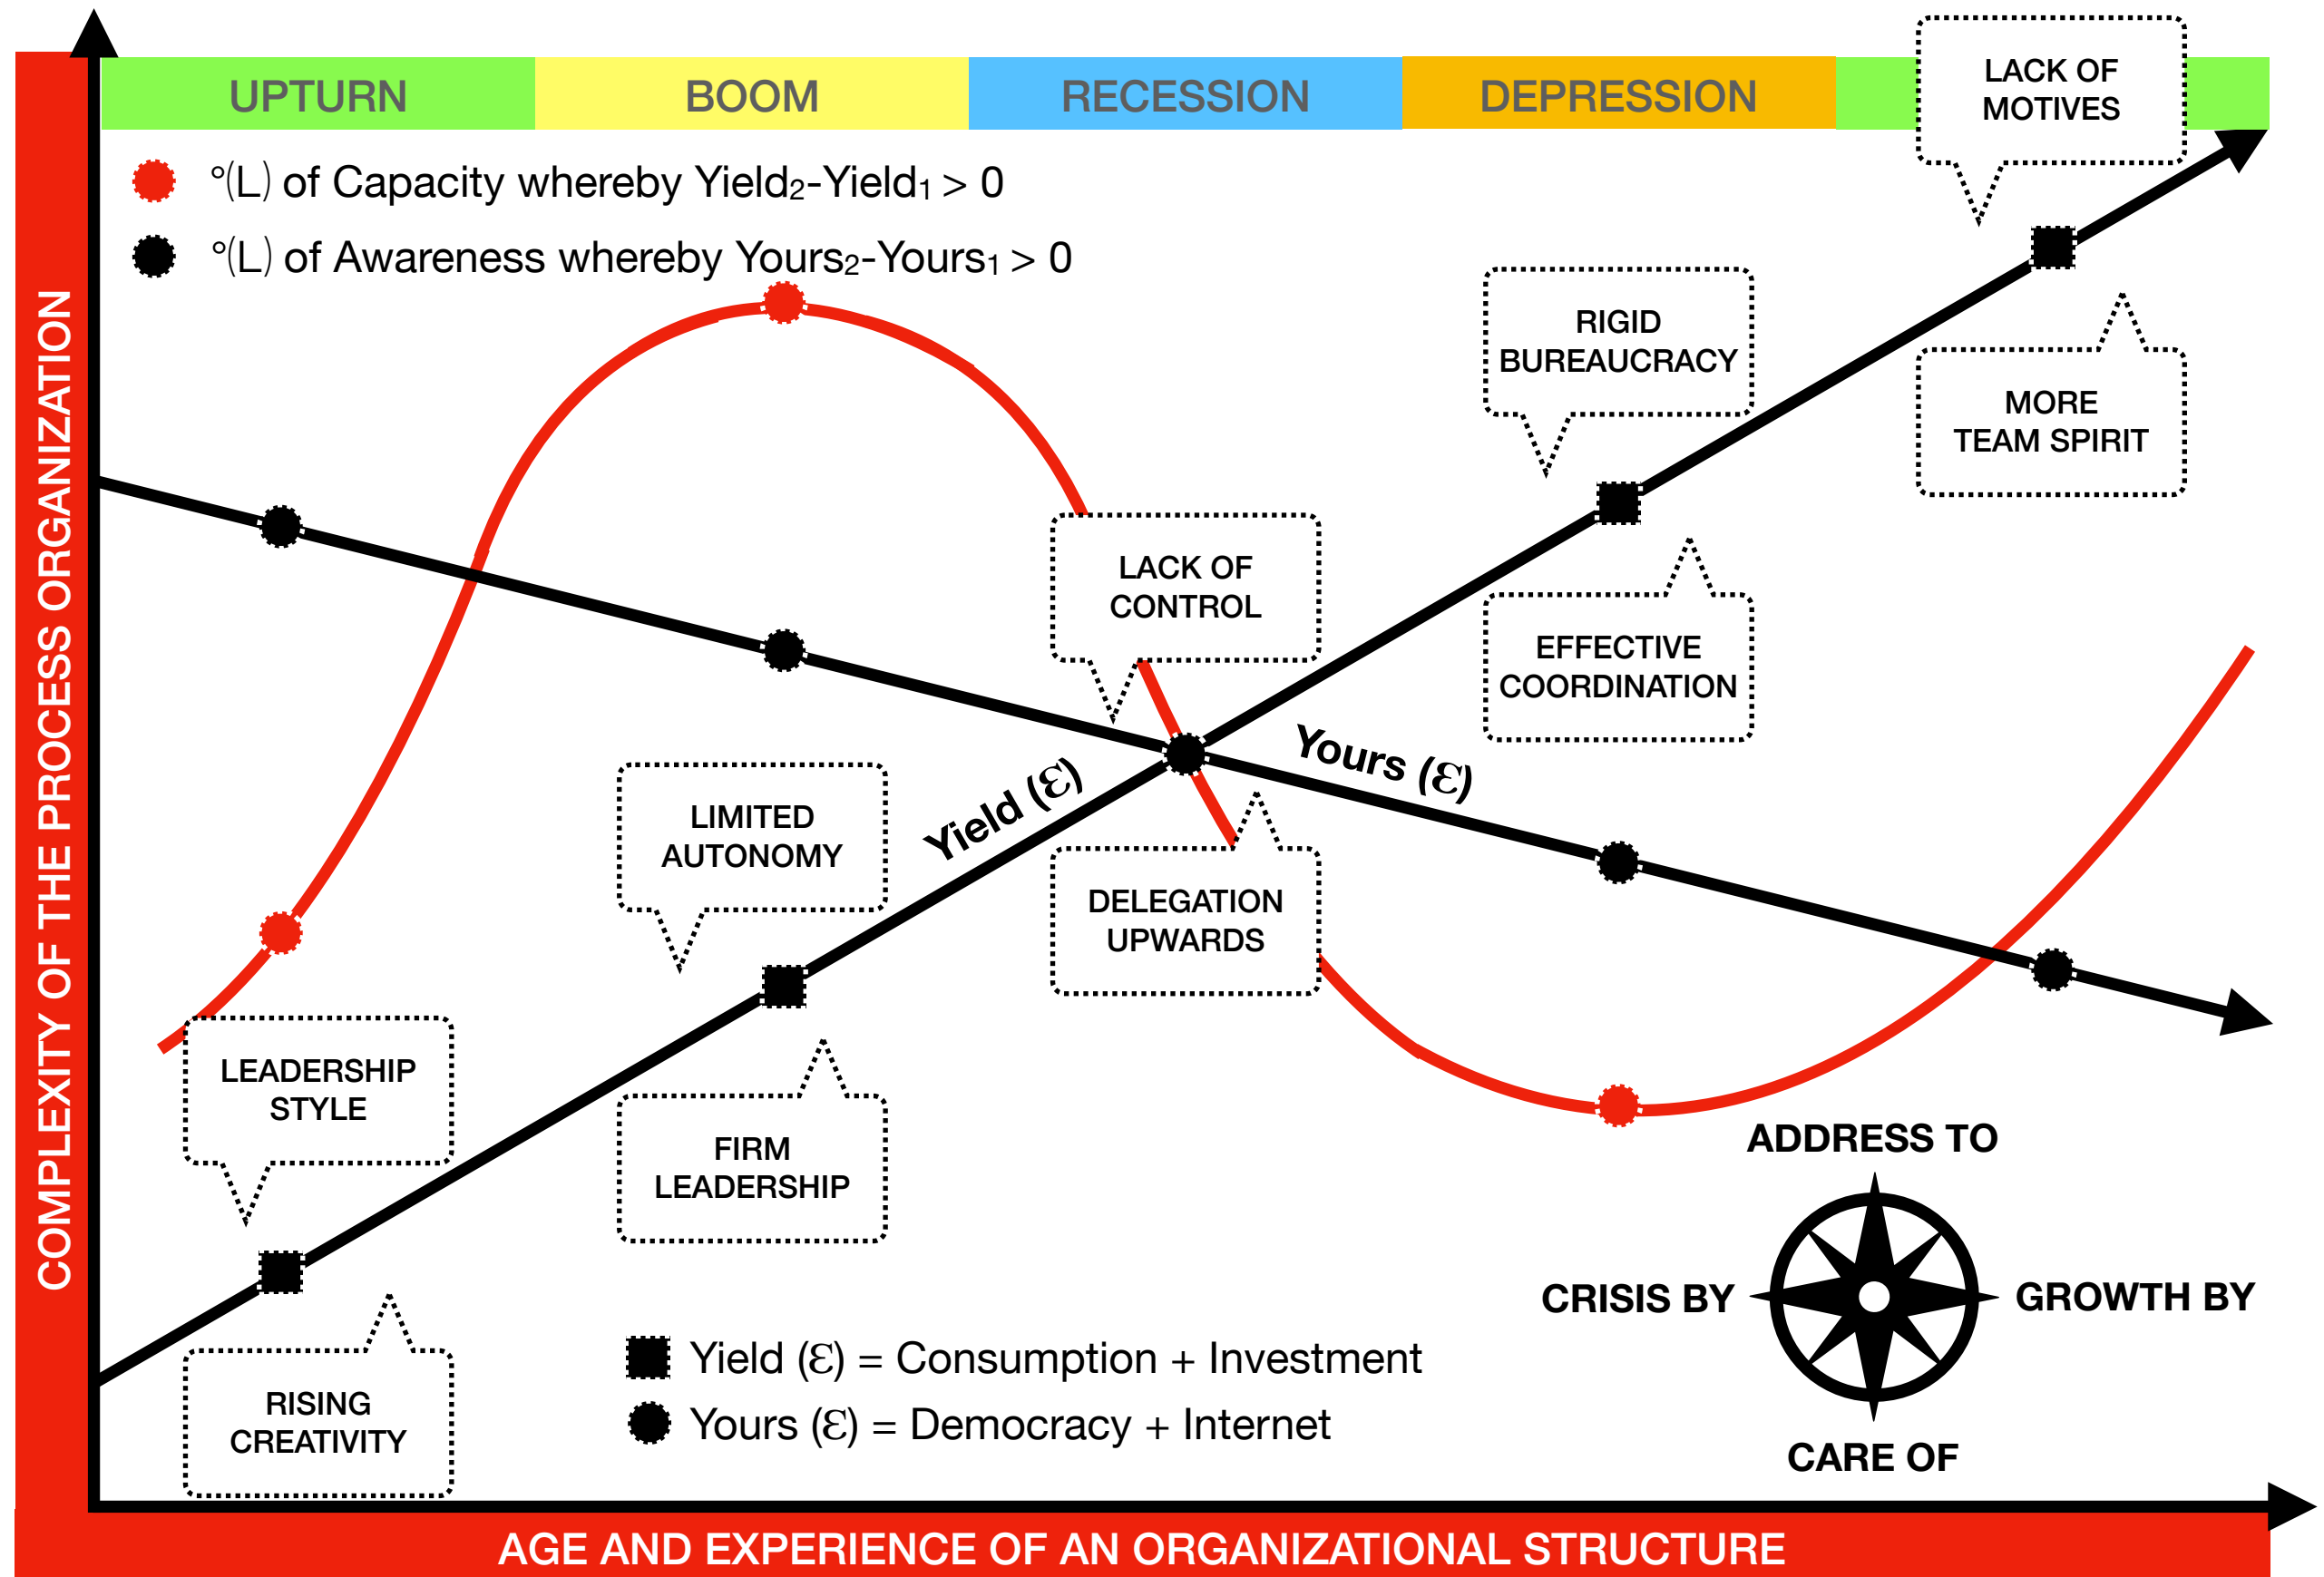 UPTURN
BOOM
RECESSION
DEPRESSION
LACK OF
MOTIVES
°(L) of Capacity whereby Yield₂-Yield₁ > 0
°(L) of Awareness whereby Yours₂-Yours₁ > 0
RIGID
BUREAUCRACY
MORE
TEAM SPIRIT
LACK OF
CONTROL
EFFECTIVE
COORDINATION
Yours (Ɛ)
Yield (Ɛ)
LIMITED
AUTONOMY
DELEGATION
UPWARDS
LEADERSHIP
STYLE
FIRM
LEADERSHIP
RISING
CREATIVITY
ADDRESS TO
CRISIS BY
GROWTH BY
CARE OF
Yield (Ɛ) = Consumption + Investment
Yours (Ɛ) = Democracy + Internet
COMPLEXITY OF THE PROCESS ORGANIZATION
AGE AND EXPERIENCE OF AN ORGANIZATIONAL STRUCTURE